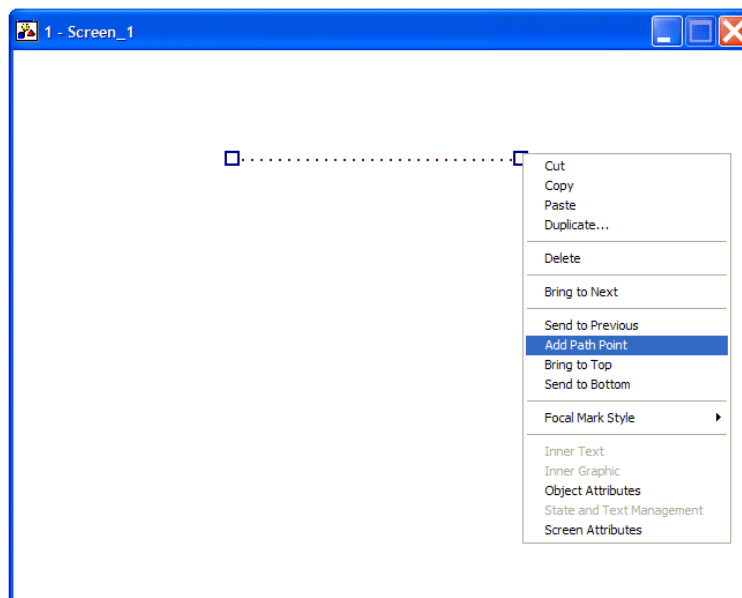 1 - Screen_1
Cut
Copy
Paste
Duplicate...
Delete
Bring to Next
Send to Previous
Add Path Point
Bring to Top
Send to Bottom
Focal Mark Style
Inner Text
Inner Graphic
Object Attributes
State and Text Management
Screen Attributes